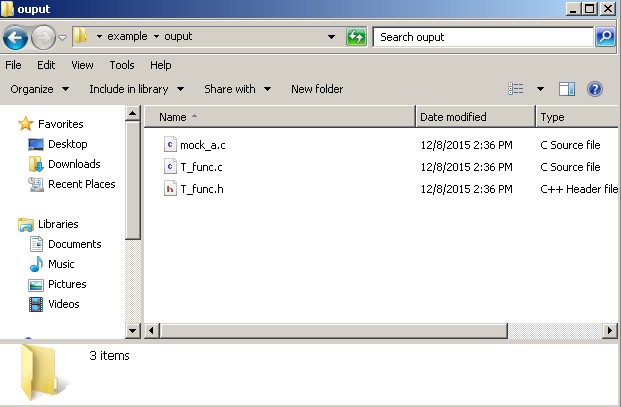 ouput
example ouput
Search ouput
File Edit View Tools Help
Organize Include in library Share with New folder
Favorites
Desktop
Downloads
Recent Places
Libraries
Documents
Music
Pictures
Videos
Name Date modified Type
mock_a.c 12/8/2015 2:36 PM C Source file
T_func.c 12/8/2015 2:36 PM C Source file
T_func.h 12/8/2015 2:36 PM C++ Header file
3 items